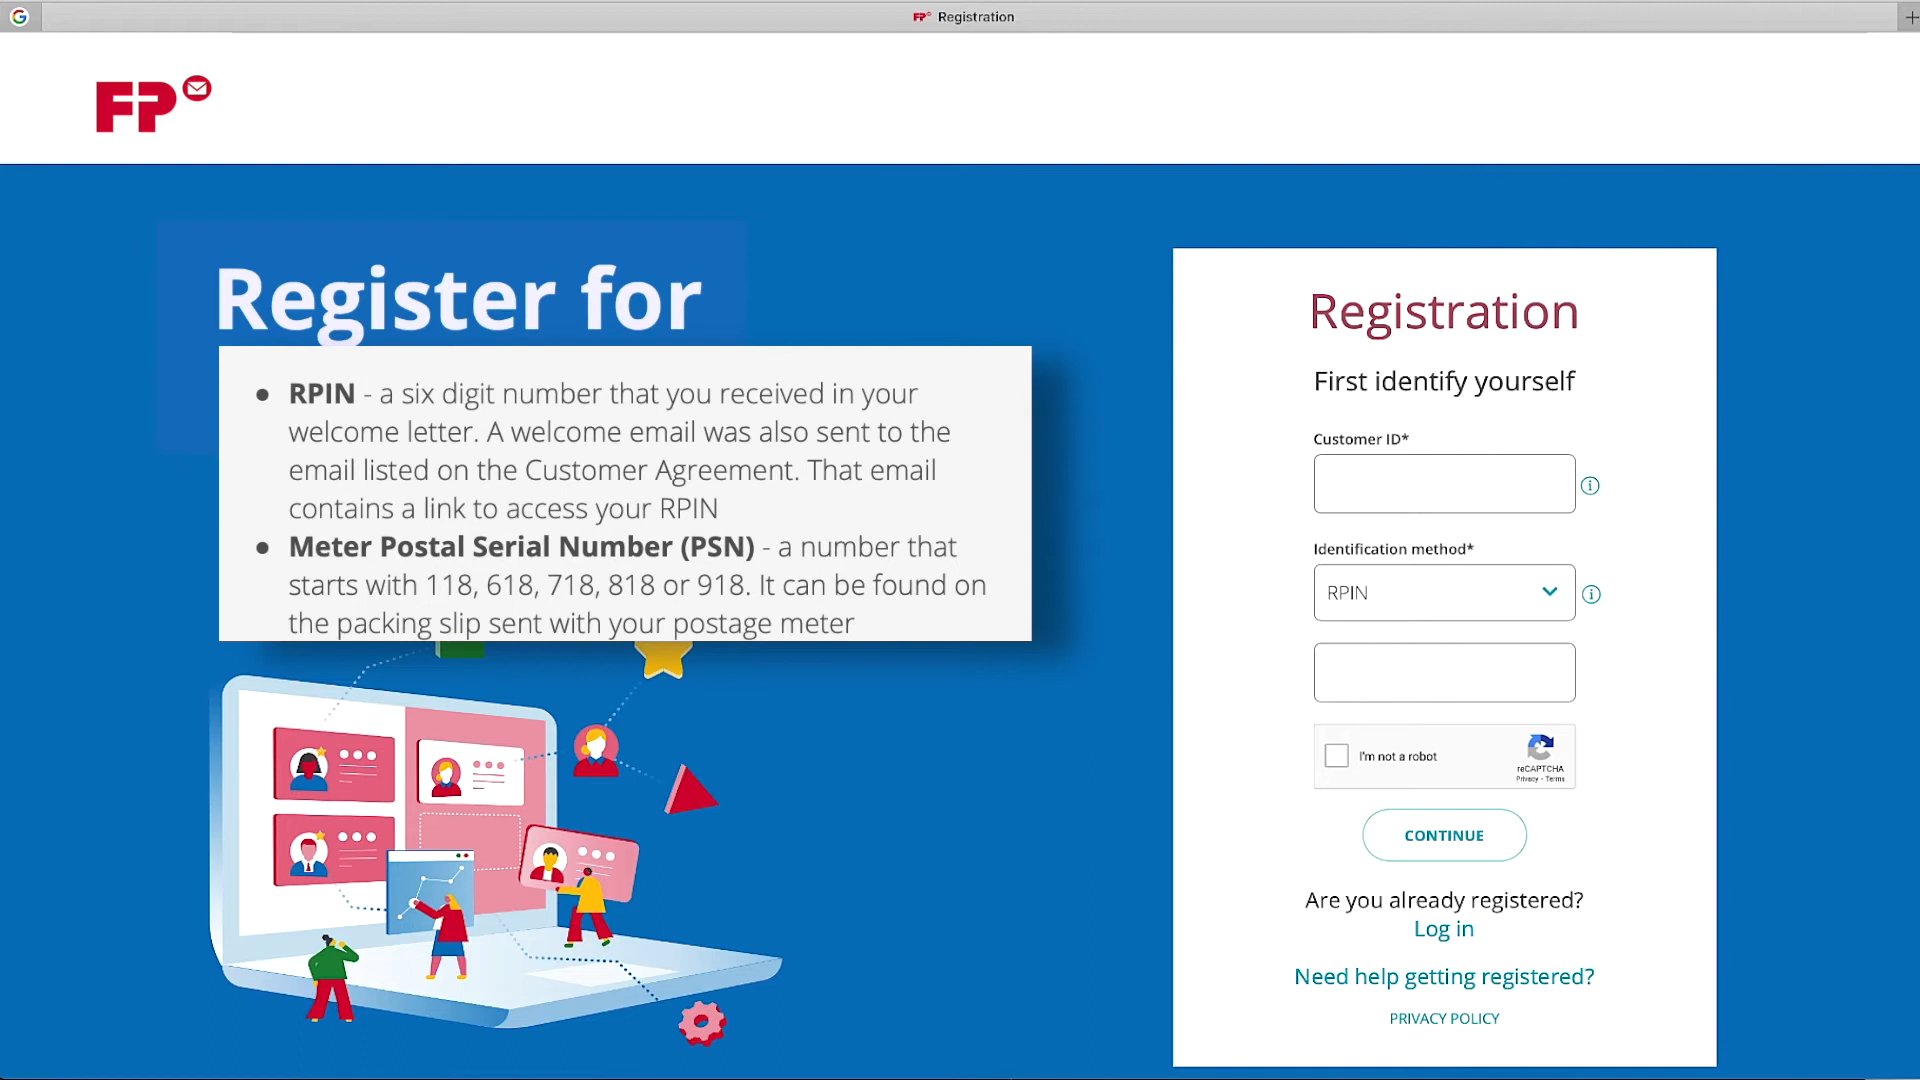 Registration
FP
Register for
● RPIN - a six digit number that you received in your
welcome letter. A welcome email was also sent to the
email listed on the Customer Agreement. That email
contains a link to access your RPIN
● Meter Postal Serial Number (PSN) - a number that
starts with 118, 618, 718, 818 or 918. It can be found on
the packing slip sent with your postage meter
Registration
First identify yourself
Customer ID*
Identification method*
RPIN
I'm not a robot
reCAPTCHA
Privacy - Terms
CONTINUE
Are you already registered?
Log in
Need help getting registered?
PRIVACY POLICY